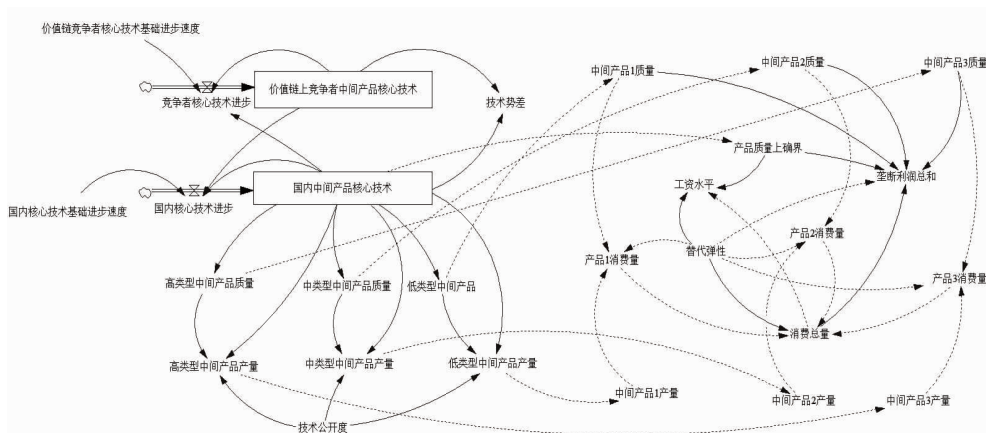 价值链竞争者核心技术基础进步速度
中间产品1质量
中间产品2质量
中间产品3质量
价值链上竞争者中间产品核心技术
竞争者核心技术进步
技术势差
产品质量上确界
垄断利润总和
国内中间产品核心技术
工资水平
国内核心技术基础进步速度
国内核心技术进步
产品2消费量
替代弹性
产品1消费量
产品3消费量
高类型中间产品质量
中类型中间产品质量
低类型中间产品
消费总量
高类型中间产品产量
中类型中间产品产量
低类型中间产品产量
中间产品1产量
中间产品2产量
中间产品3产量
技术公开度